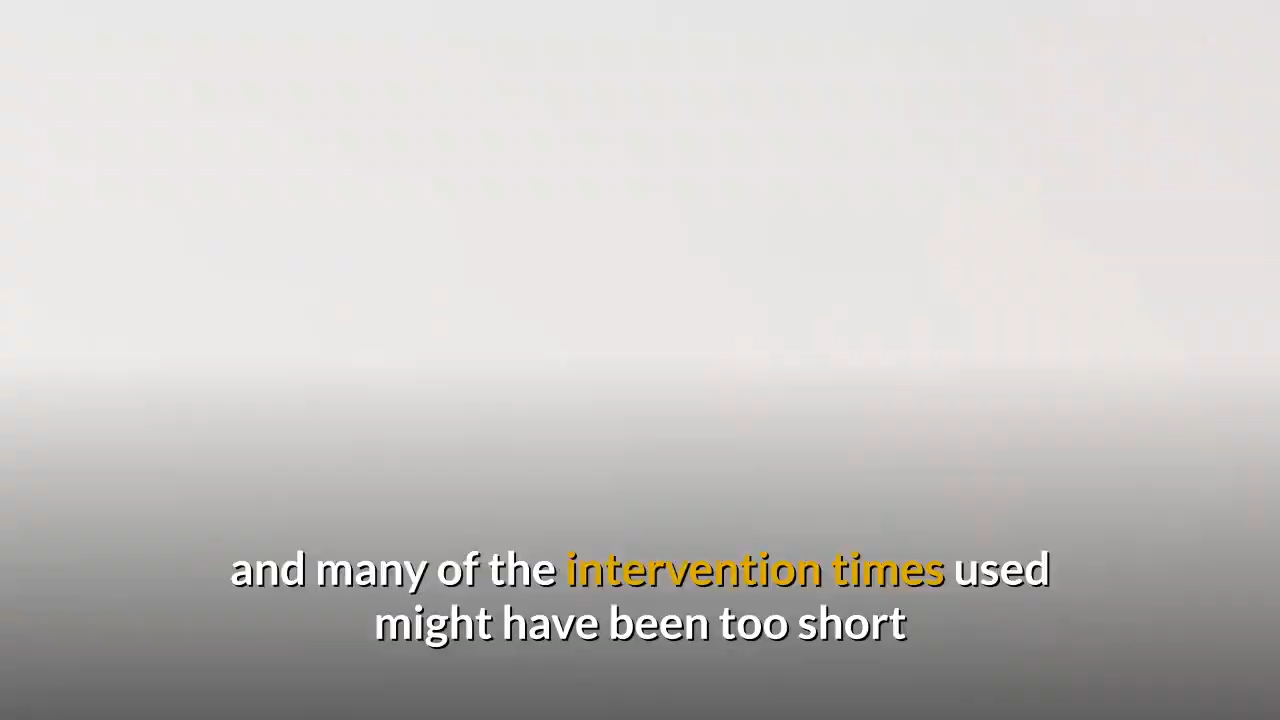 and many of the intervention times used
might have been too short